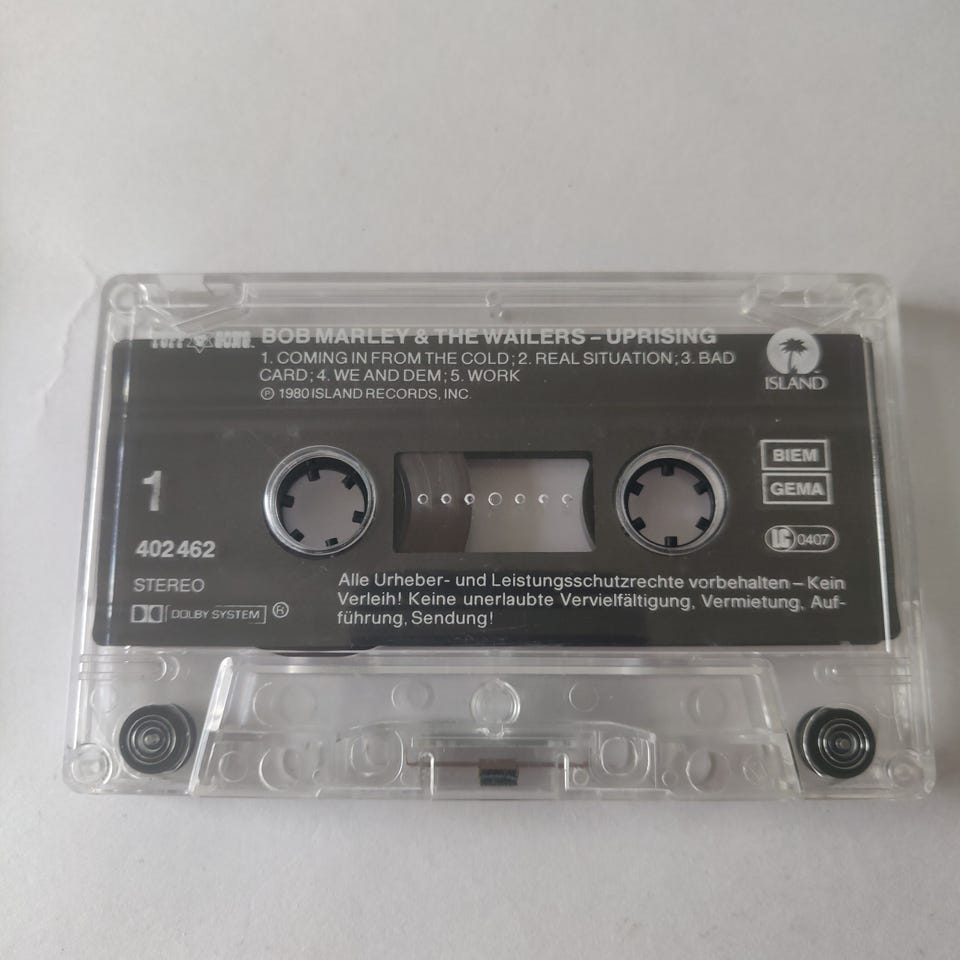 TUFF GONG BOB MARLEY & THE WAILERS – UPRISING
1. COMING IN FROM THE COLD; 2. REAL SITUATION; 3. BAD
CARD; 4. WE AND DEM; 5. WORK
℗ 1980 ISLAND RECORDS, INC.
ISLAND
1
BIEM
GEMA
402 462
LC 0407
STEREO
DOLBY SYSTEM ®
Alle Urheber- und Leistungsschutzrechte vorbehalten – Kein
Verleih! Keine unerlaubte Vervielfältigung, Vermietung, Auf-
führung, Sendung!